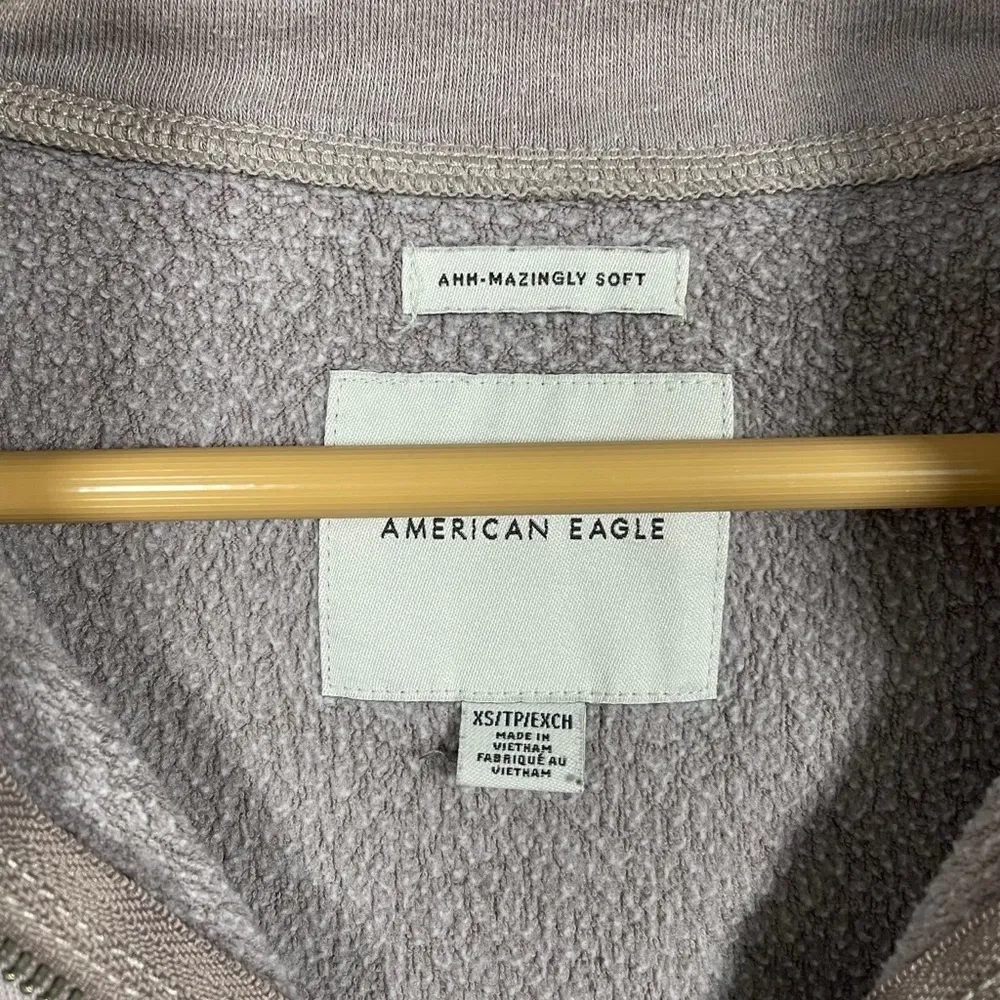 AHH-MAZINGLY SOFT
AMERICAN EAGLE
XS/TP/EXCH
MADE IN
VIETNAM
FABRIQUÉ AU
VIETNAM